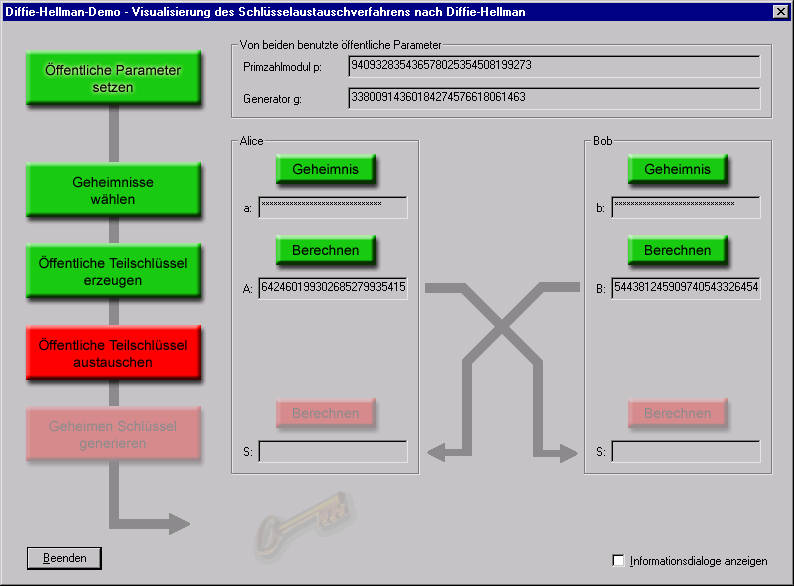 Diffie-Hellman-Demo - Visualisierung des Schlüsselaustauschverfahrens nach Diffie-Hellman
Öffentliche Parameter
setzen
Von beiden benutzte öffentliche Parameter
Primzahlmodul p:
940932835436578025354508199273
Generator g:
338009143601842745766180614 63
Geheimnisse
wählen
Öffentliche Teilschlüssel
erzeugen
Öffentliche Teilschlüssel
austauschen
Geheimen Schlüssel
generieren
Alice
Geheimnis
a:
******************************
Berechnen
A:
642460199302685279935415
Berechnen
S:
Bob
Geheimnis
b:
******************************
Berechnen
B:
544381245909740543326454
Berechnen
S:
Beenden
Informationsdialoge anzeigen